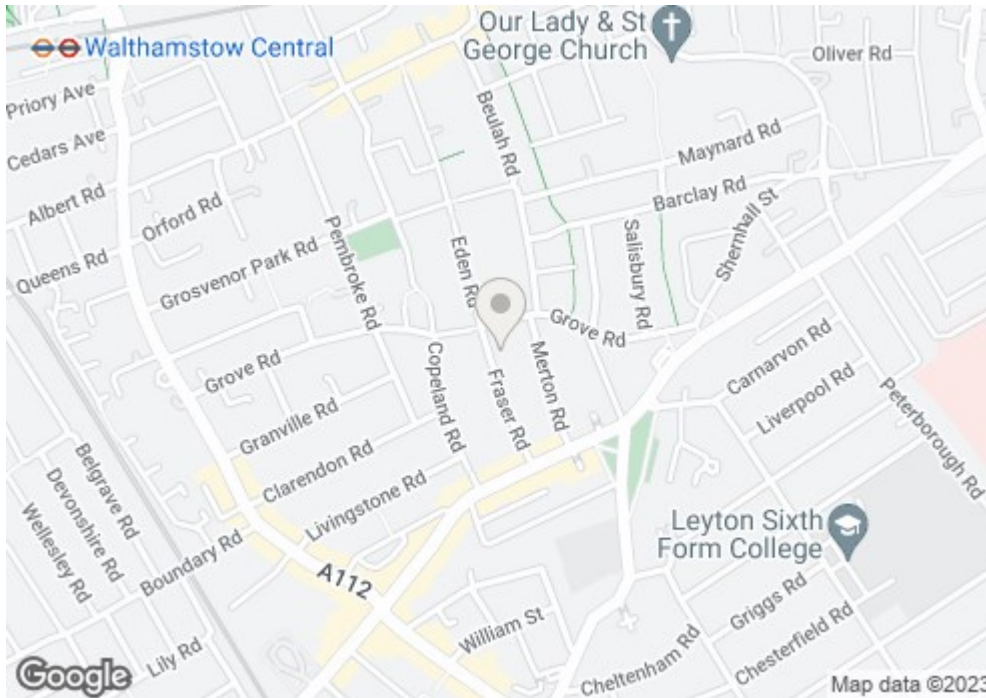 Our Lady & St
George Church
Walthamstow Central
Oliver Rd
Priory Ave
Cedars Ave
Beulah Rd
Maynard Rd
Albert Rd
Orford Rd
Barclay Rd
Shernhall St
Salisbury Rd
Queens Rd
Grosvenor Park Rd
Pembroke Rd
Eden Rd
Grove Rd
Grove Rd
Copeland Rd
Fraser Rd
Merton Rd
Carnarvon Rd
Liverpool Rd
Peterborough Rd
Granville Rd
Clarendon Rd
Livingstone Rd
Belgrave Rd
Devonshire Rd
Wellesley Rd
Boundary Rd
A112
Leyton Sixth
Form College
Griggs Rd
Chesterfield Rd
William St
Cheltenham Rd
Lily Rd
Google
Map data ©2023